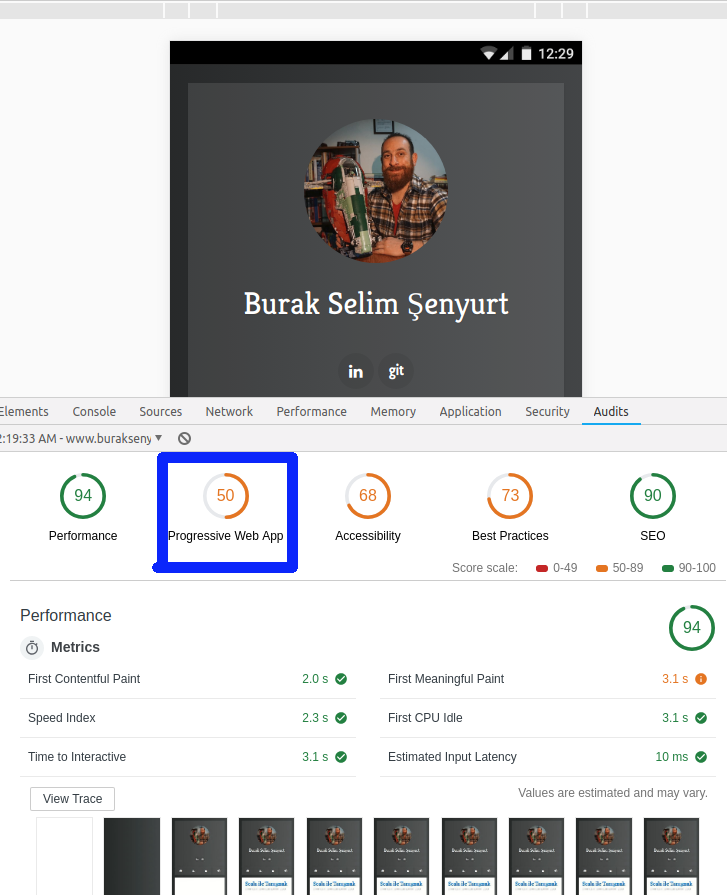 12:29
Burak Selim Şenyurt
in git
Elements Console Sources Network Performance Memory Application Security Audits
2:19:33 AM - www.burakseny
94 50 68 73 90
Performance Progressive Web App Accessibility Best Practices SEO
Score scale: 0-49 50-89 90-100
Performance 94
Metrics
First Contentful Paint 2.0 s First Meaningful Paint 3.1 s
Speed Index 2.3 s First CPU Idle 3.1 s
Time to Interactive 3.1 s Estimated Input Latency 10 ms
View Trace Values are estimated and may vary.